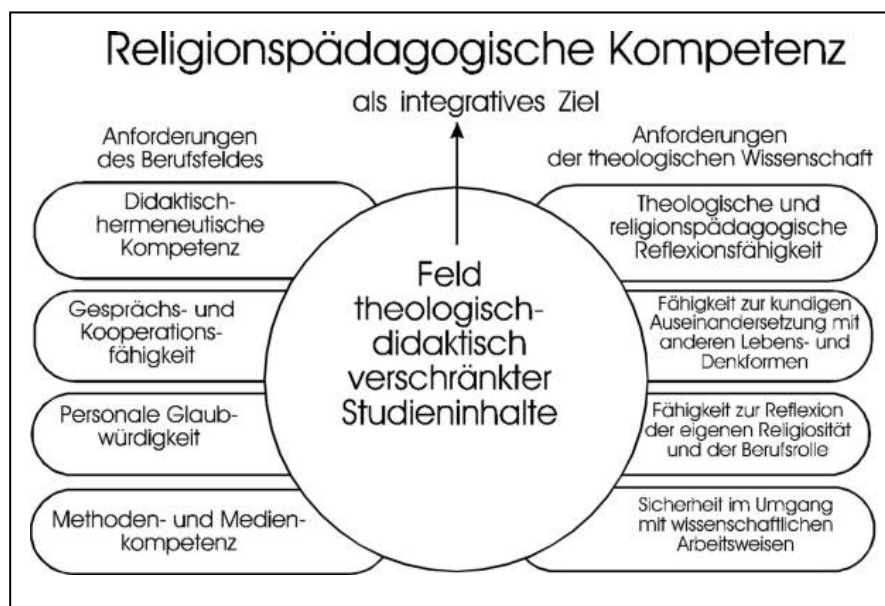 Religionspädagogische Kompetenz
als integratives Ziel
Anforderungen
des Berufsfeldes
Didaktisch-
hermeneutische
Kompetenz
Gesprächs- und
Kooperations-
fähigkeit
Personale Glaub-
würdigkeit
Methoden- und Medien-
kompetenz
Feld
theologisch-
didaktisch
verschränkter
Studieninhalte
Anforderungen
der theologischen Wissenschaft
Theologische und
religionspädagogische
Reflexionsfähigkeit
Fähigkeit zur kundigen
Auseinandersetzung mit
anderen Lebens- und
Denkformen
Fähigkeit zur Reflexion
der eigenen Religiosität
und der Berufsrolle
Sicherheit im Umgang
mit wissenschaftlichen
Arbeitsweisen